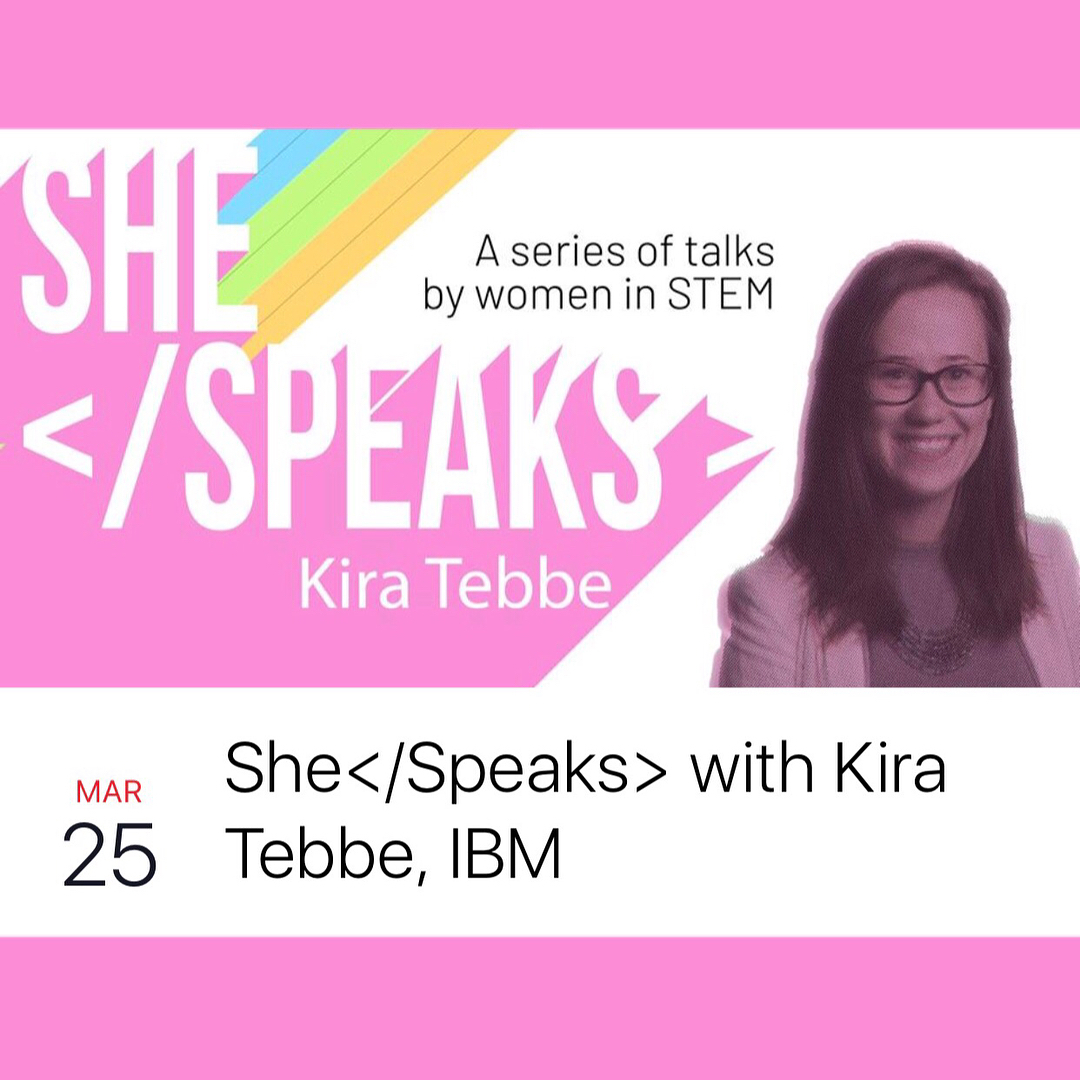 SHE
</SPEAKS>
A series of talks
by women in STEM
Kira Tebbe
MAR
25
She</Speaks> with Kira
Tebbe, IBM